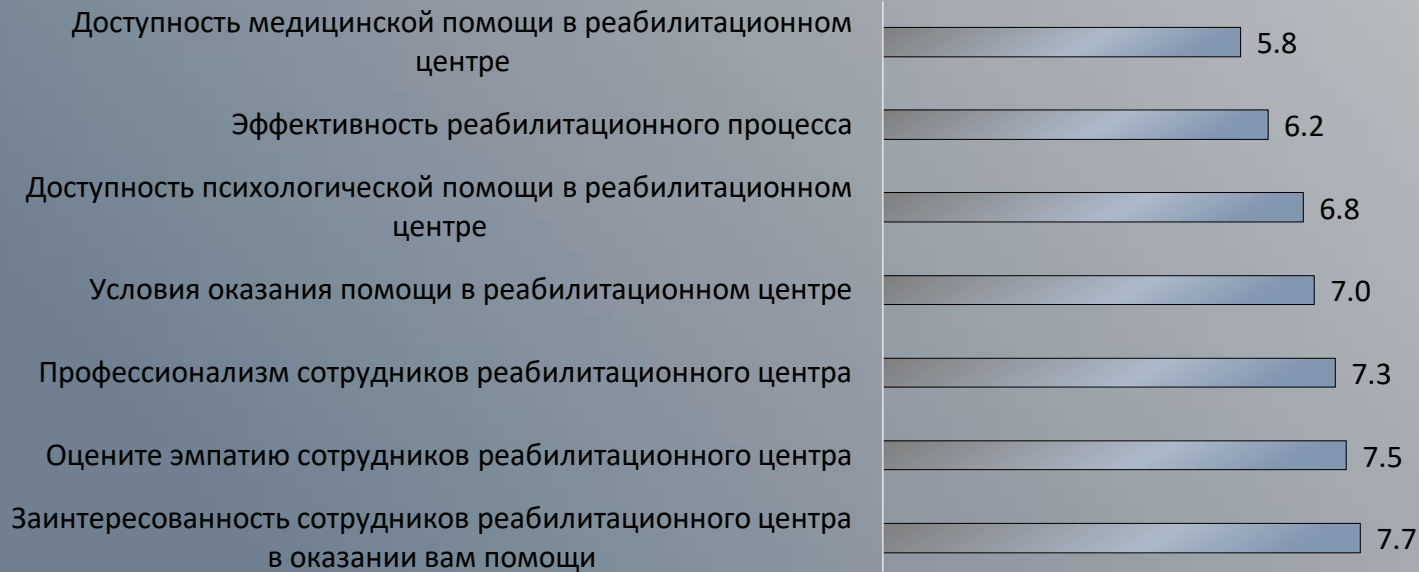 Доступность медицинской помощи в реабилитационном
центре
5.8
Эффективность реабилитационного процесса
6.2
Доступность психологической помощи в реабилитационном
центре
6.8
Условия оказания помощи в реабилитационном центре
7.0
Профессионализм сотрудников реабилитационного центра
7.3
Оцените эмпатию сотрудников реабилитационного центра
7.5
Заинтересованность сотрудников реабилитационного центра
в оказании вам помощи
7.7